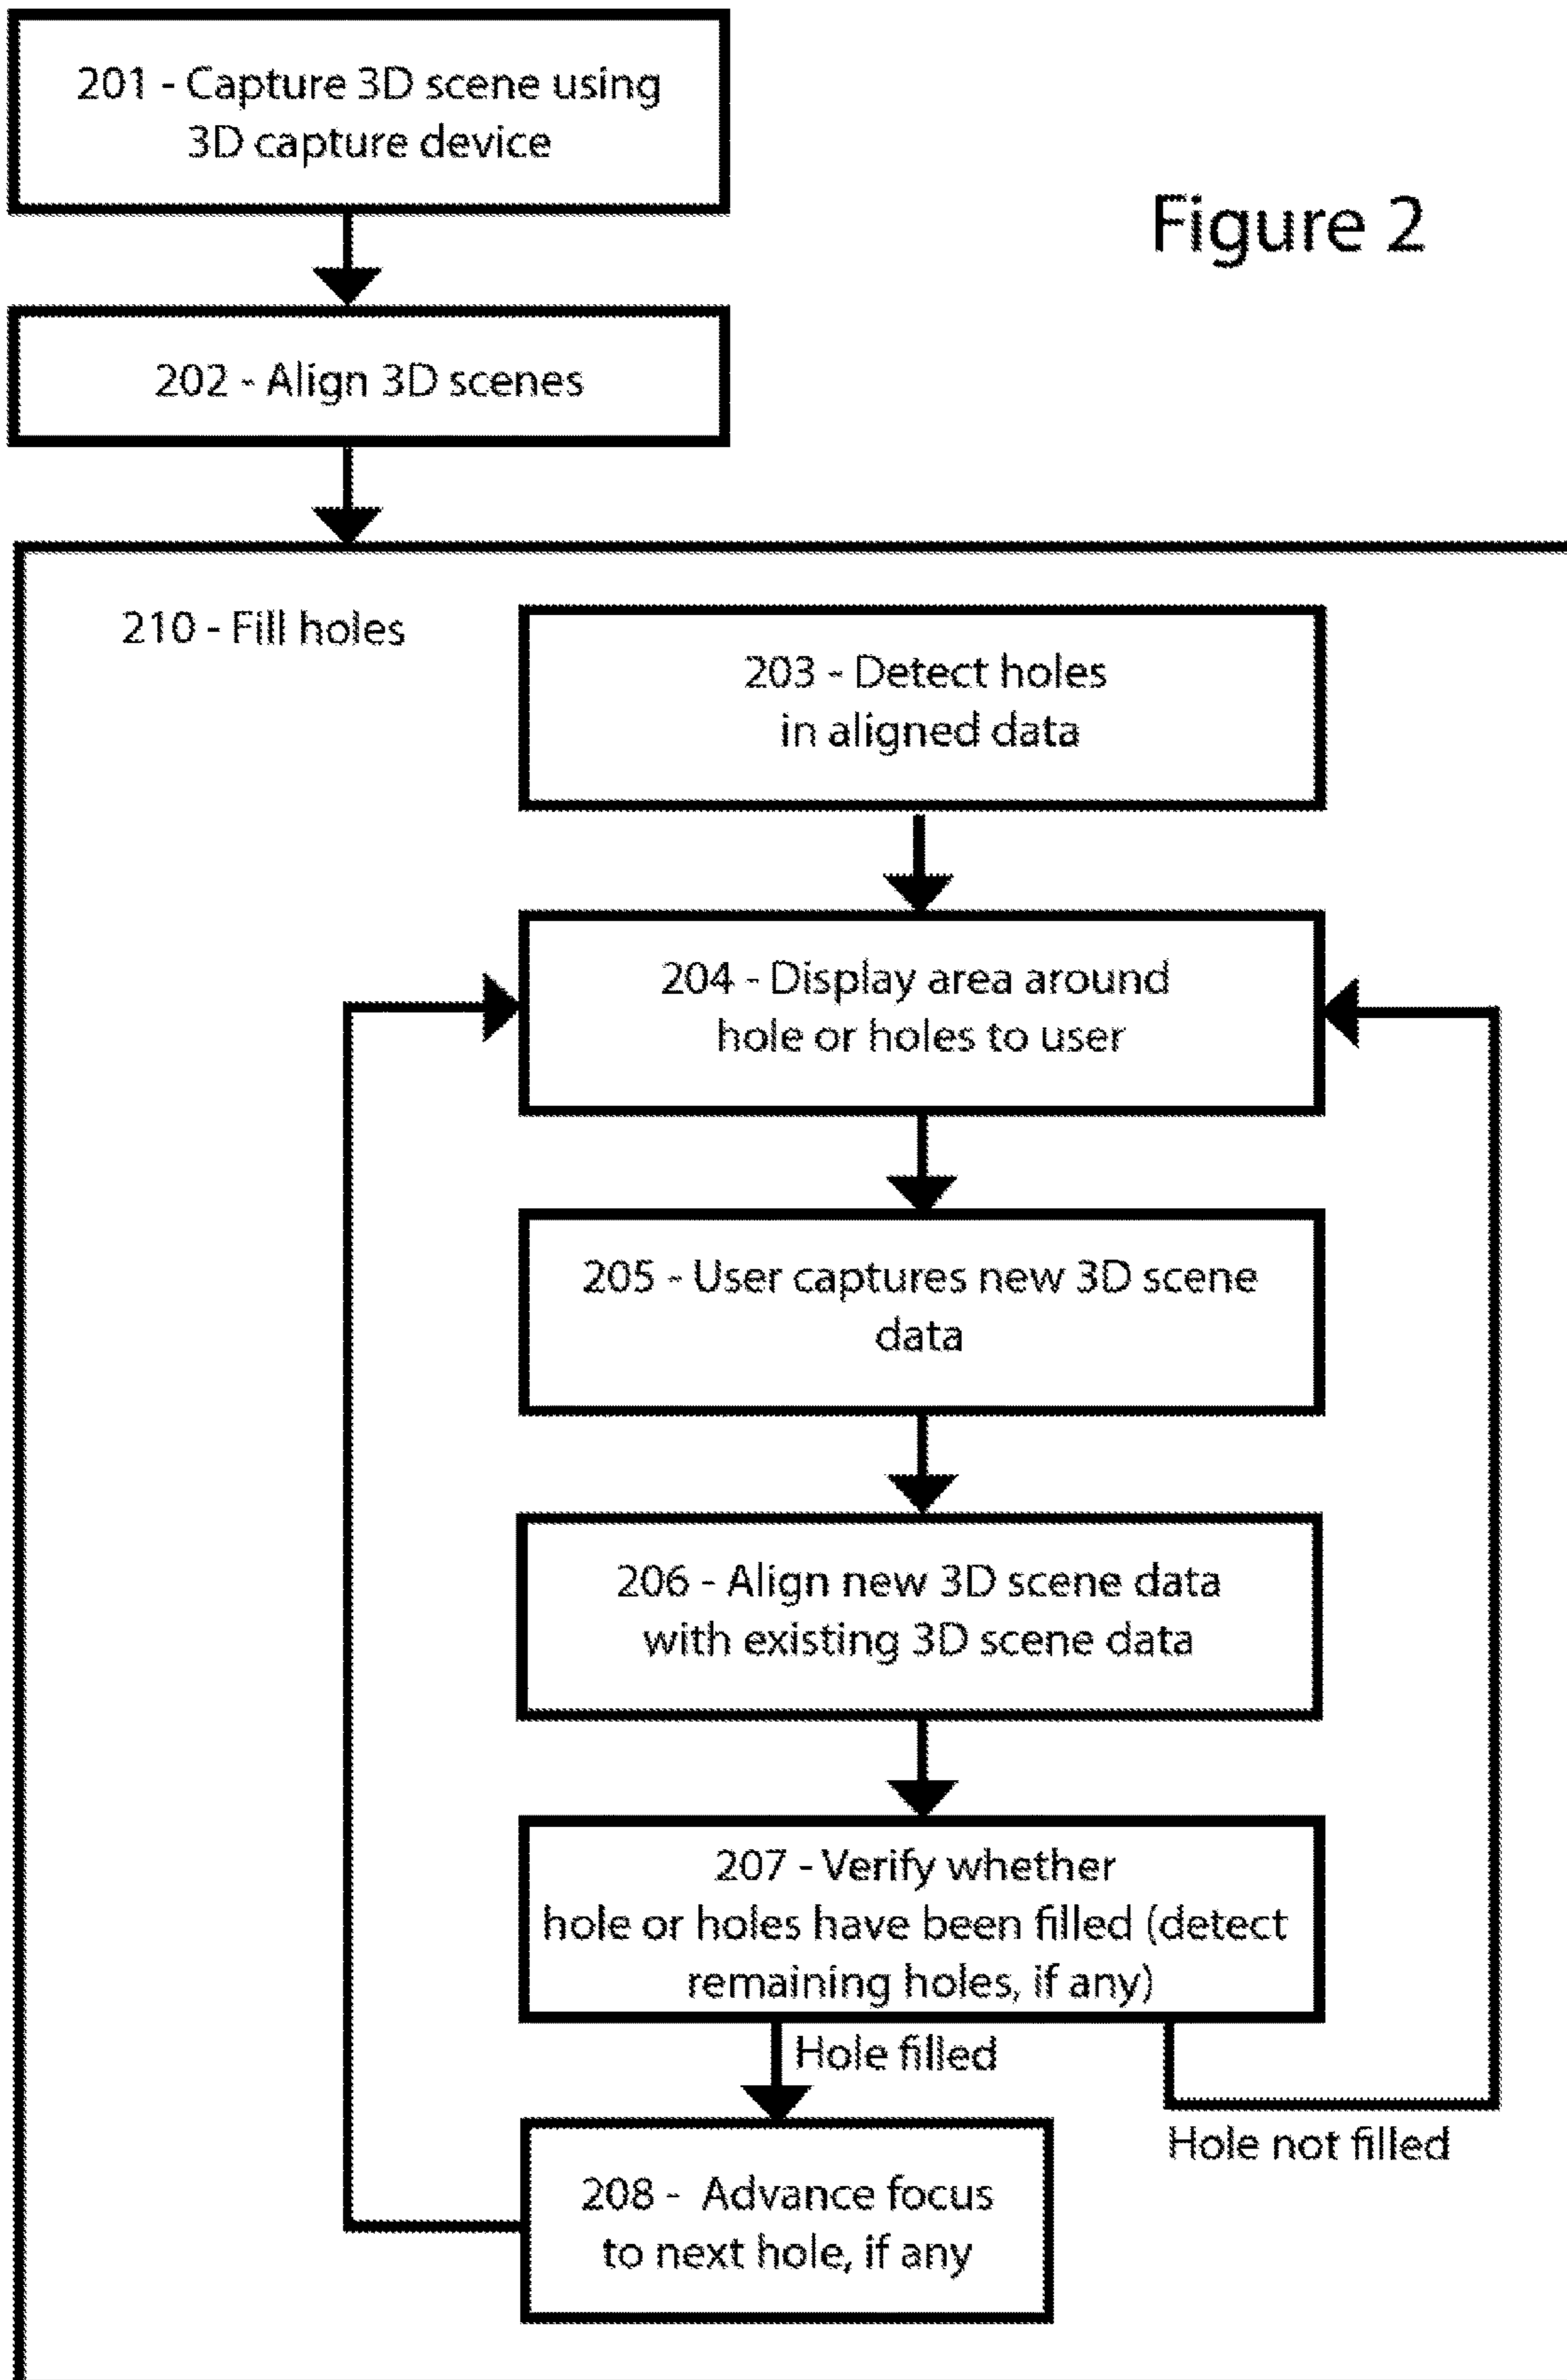 201 - Capture 3D scene using
3D capture device
Figure 2
202 - Align 3D scenes
210 - Fill holes
203 - Detect holes
in aligned data
204 - Display area around
hole or holes to user
205 - User captures new 3D scene
data
206 - Align new 3D scene data
with existing 3D scene data
207 - Verify whether
hole or holes have been filled (detect
remaining holes, if any)
Hole filled
Hole not filled
208 - Advance focus
to next hole, if any